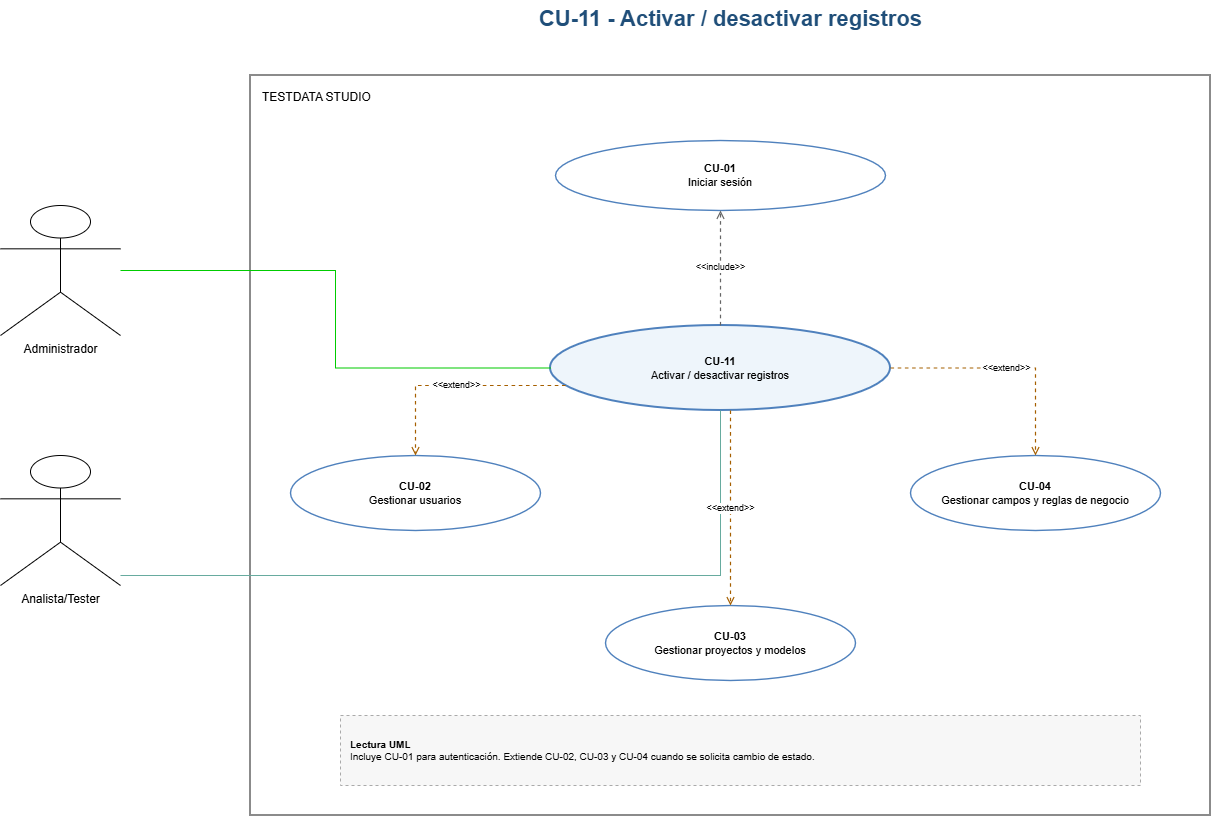 CU-11 - Activar / desactivar registros
TESTDATA STUDIO
CU-01
Iniciar sesión
<<include>>
Administrador
CU-11
Activar / desactivar registros
<<extend>>
<<extend>>
CU-02
Gestionar usuarios
CU-04
Gestionar campos y reglas de negocio
<<extend>>
Analista/Tester
CU-03
Gestionar proyectos y modelos
Lectura UML
Incluye CU-01 para autenticación. Extiende CU-02, CU-03 y CU-04 cuando se solicita cambio de estado.